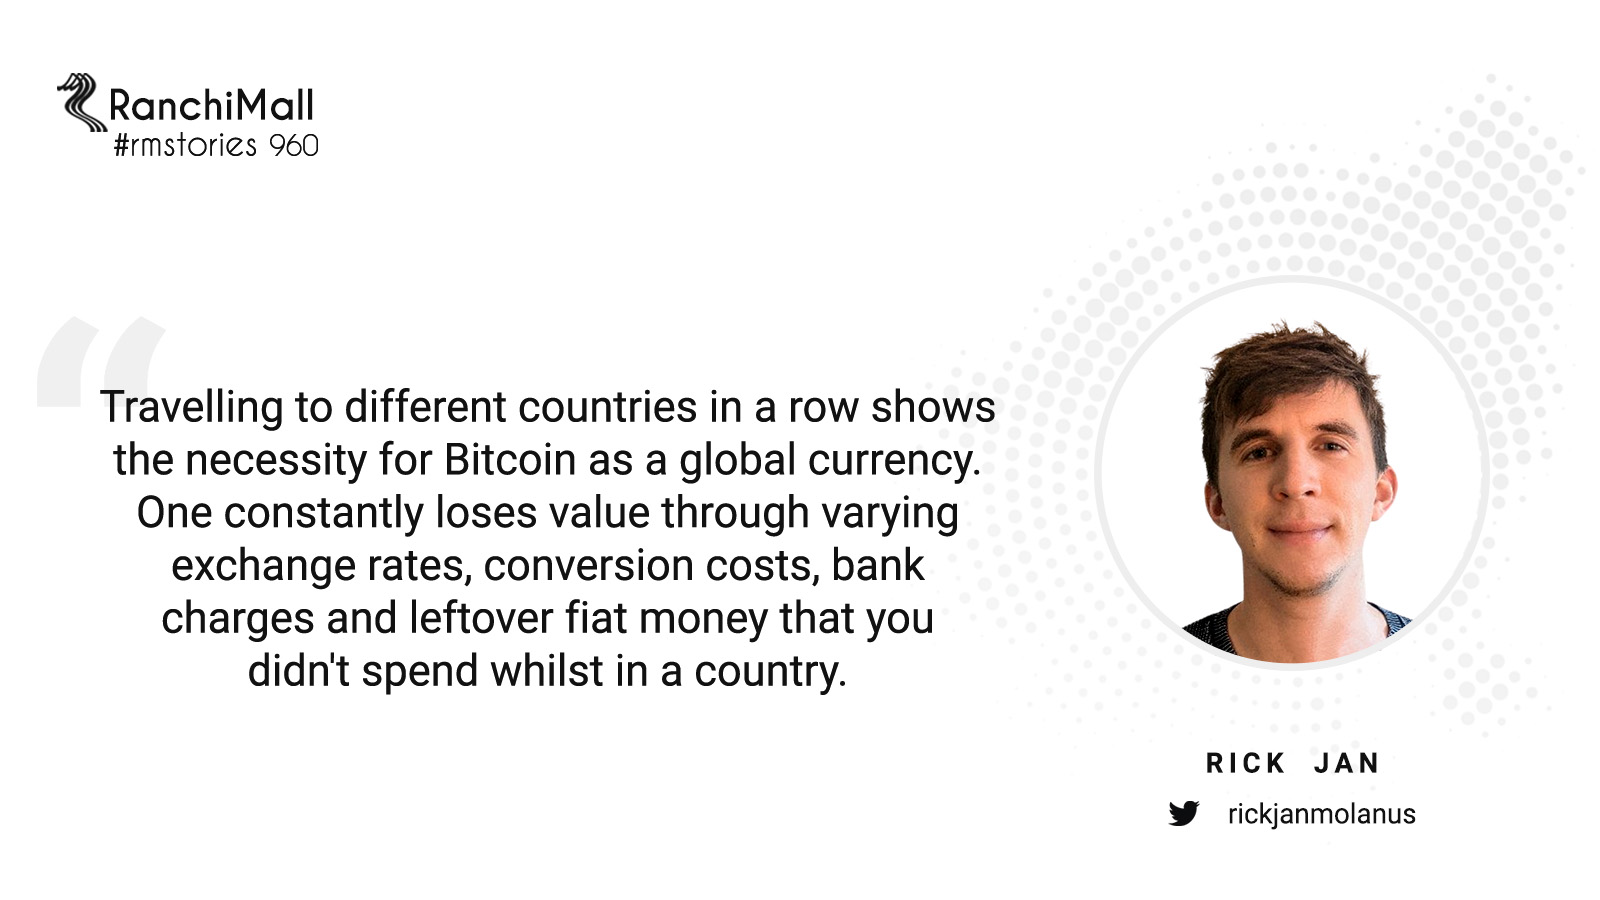 RanchiMall
#rmstories 960
“
Travelling to different countries in a row shows
the necessity for Bitcoin as a global currency.
One constantly loses value through varying
exchange rates, conversion costs, bank
charges and leftover fiat money that you
didn't spend whilst in a country.
RICK JAN
rickjanmolanus